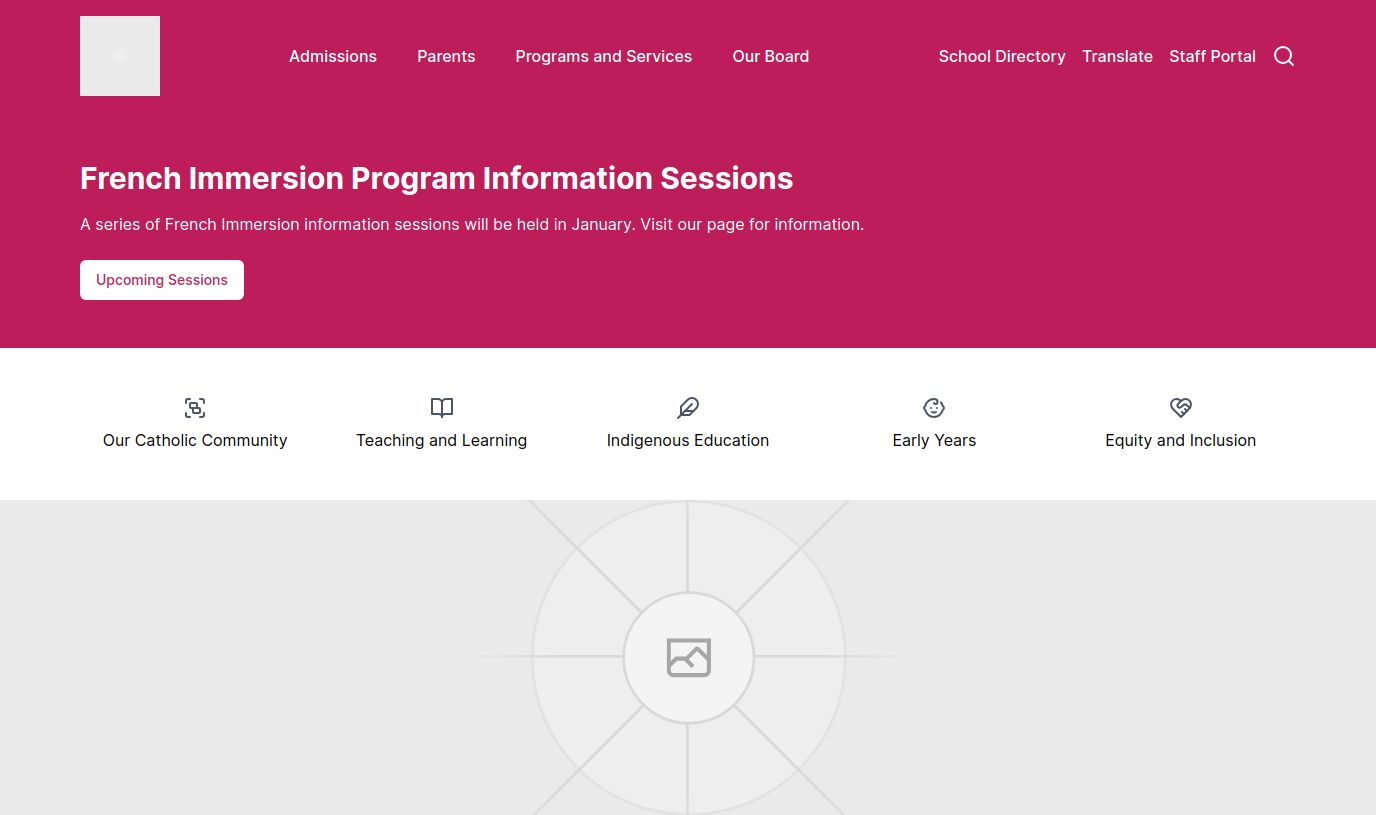 Admissions Parents Programs and Services Our Board School Directory Translate Staff Portal
French Immersion Program Information Sessions
A series of French Immersion information sessions will be held in January. Visit our page for information.
Upcoming Sessions
Our Catholic Community Teaching and Learning Indigenous Education Early Years Equity and Inclusion